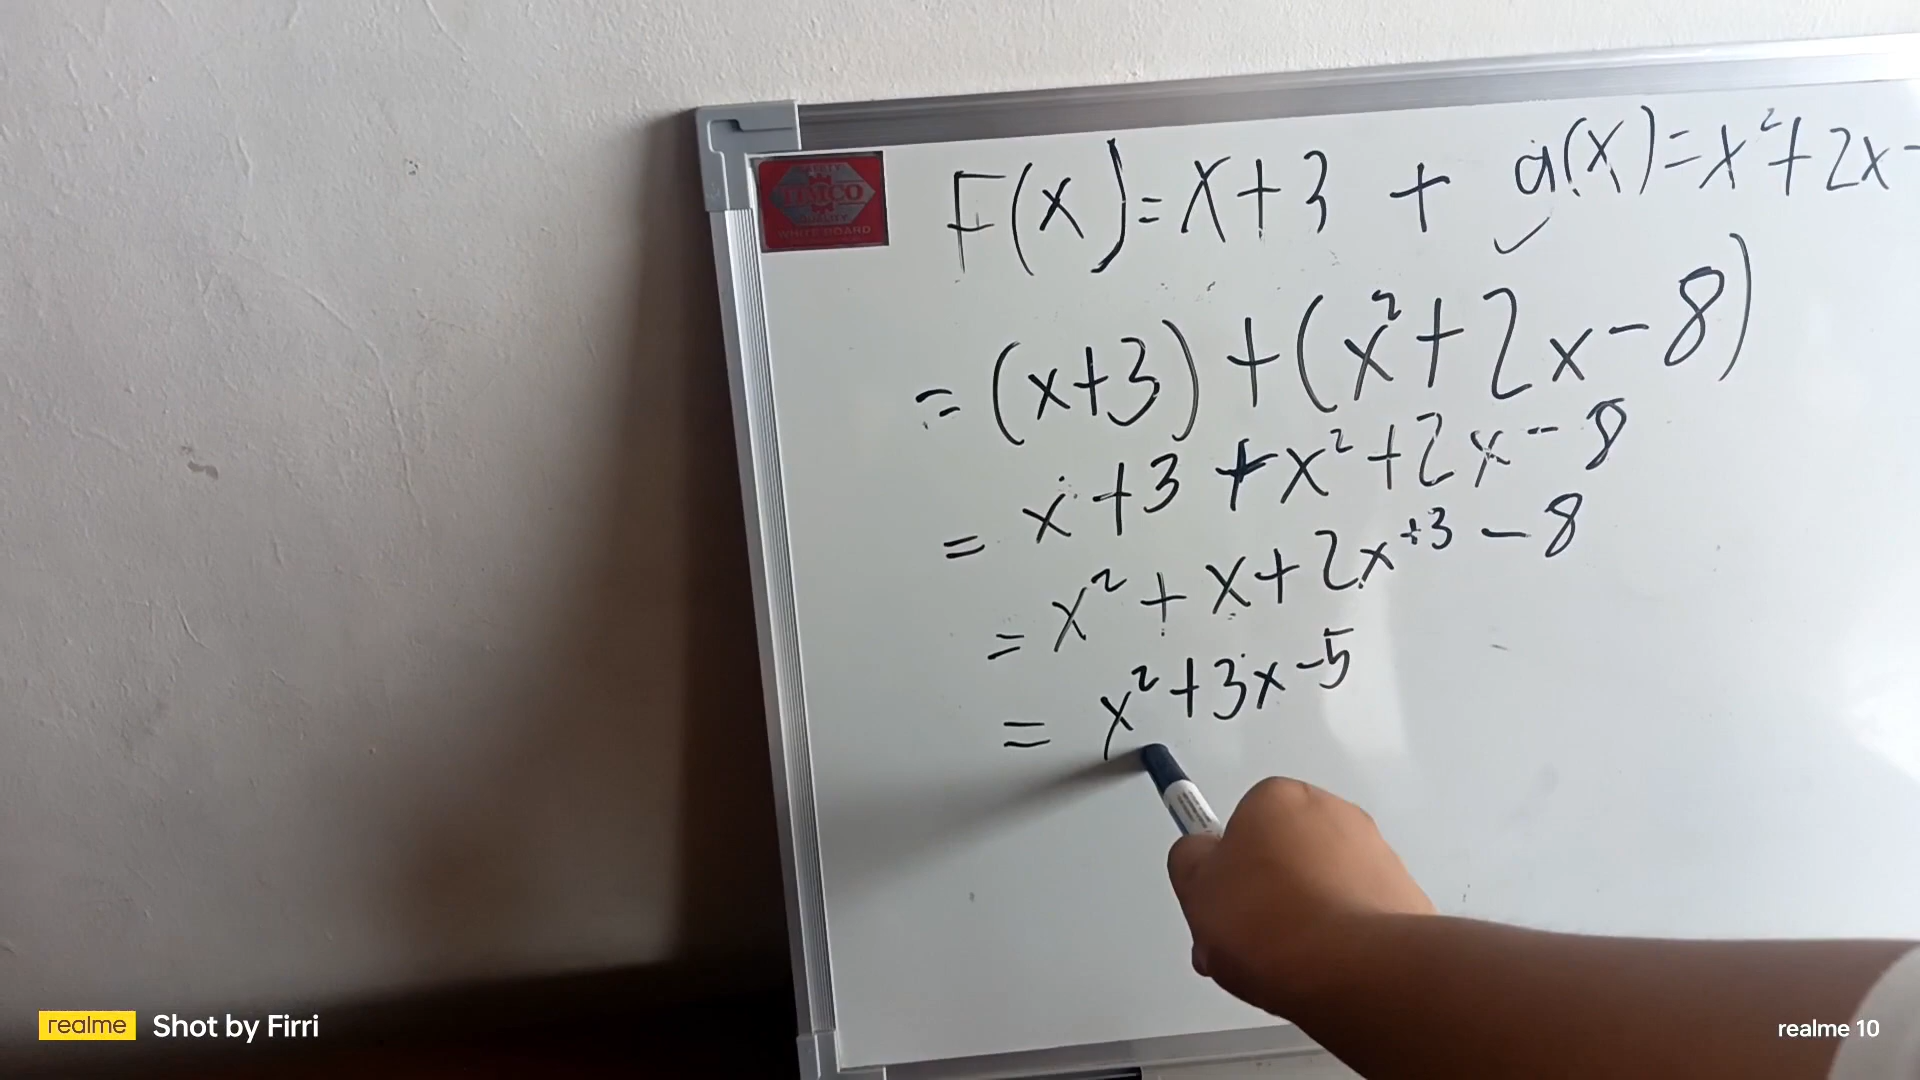 F(x)=x+3 + g(x)=x²+2x-
TIMCO
WHITE BOARD
=(x+3)+(x²+2x-8)
=x+3+x²+2x-8
=x²+x+2x+3-8
=x²+3x-5
realme Shot by Firri
realme 10